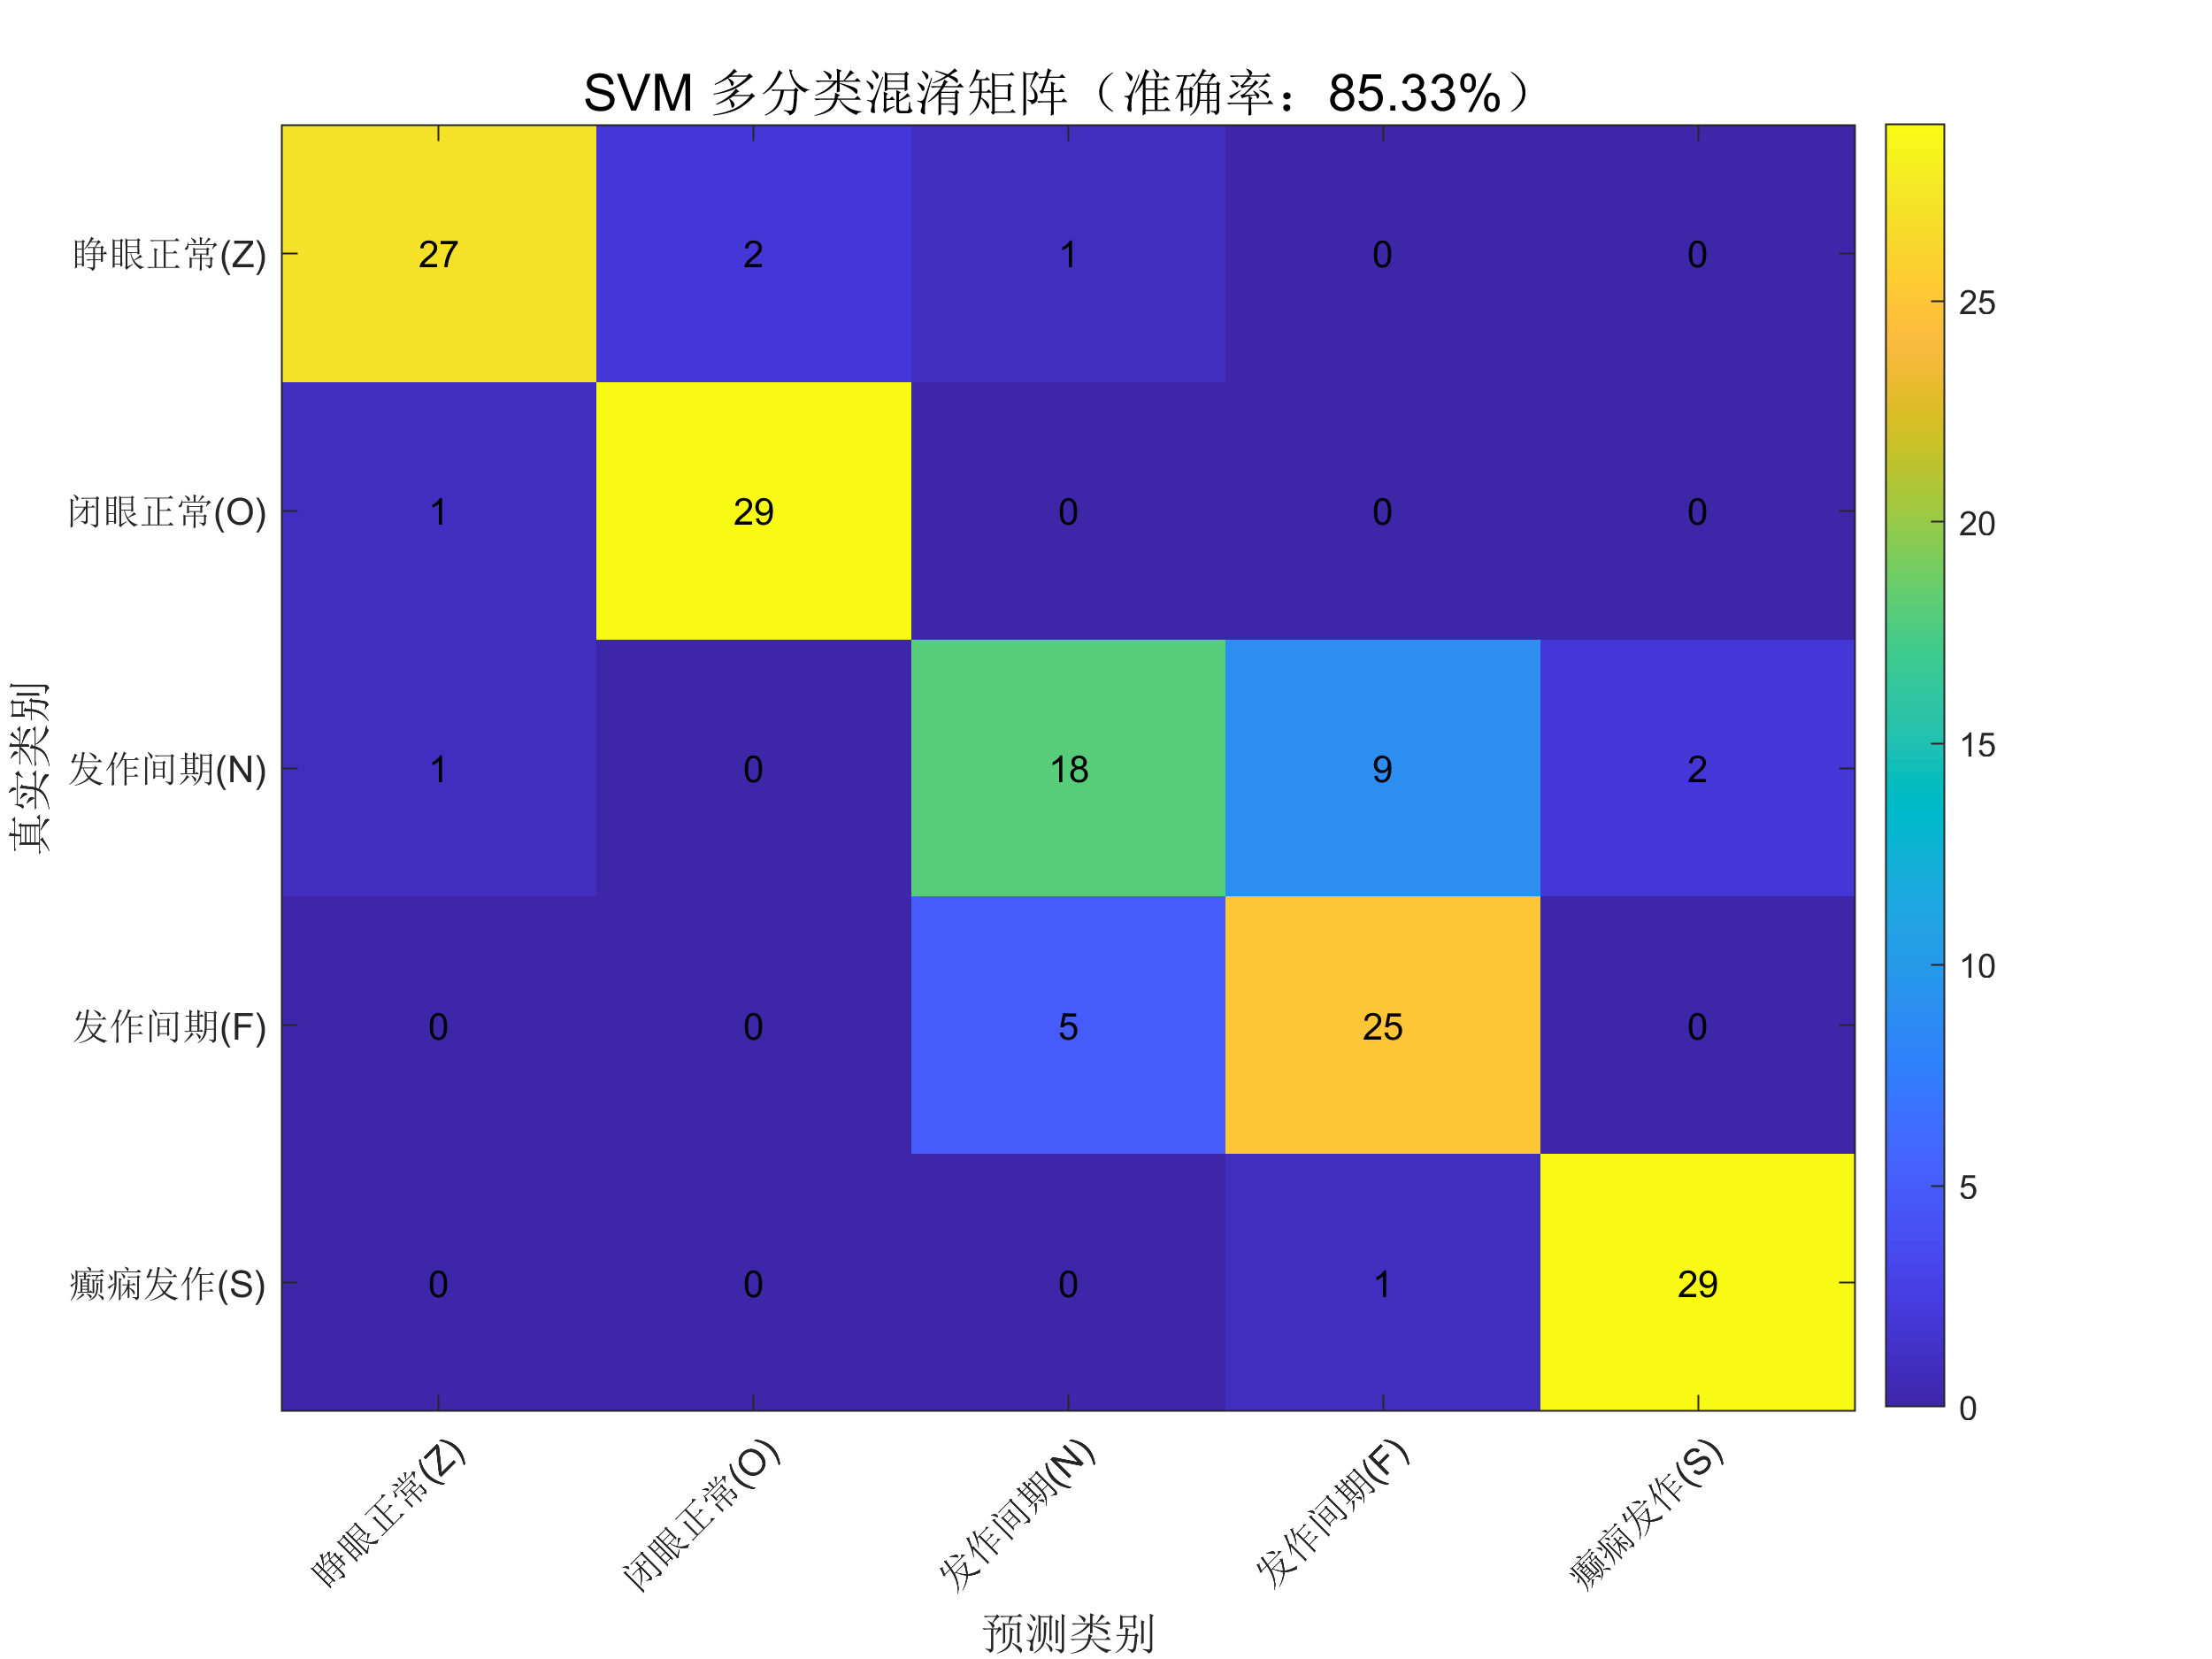 SVM 多分类混淆矩阵（准确率：85.33%）
真实类别
睁眼正常(Z) 27 2 1 0 0
闭眼正常(O) 1 29 0 0 0
发作间期(N) 1 0 18 9 2
发作间期(F) 0 0 5 25 0
癫痫发作(S) 0 0 0 1 29
睁眼正常(Z) 闭眼正常(O) 发作间期(N) 发作间期(F) 癫痫发作(S)
预测类别
25
20
15
10
5
0